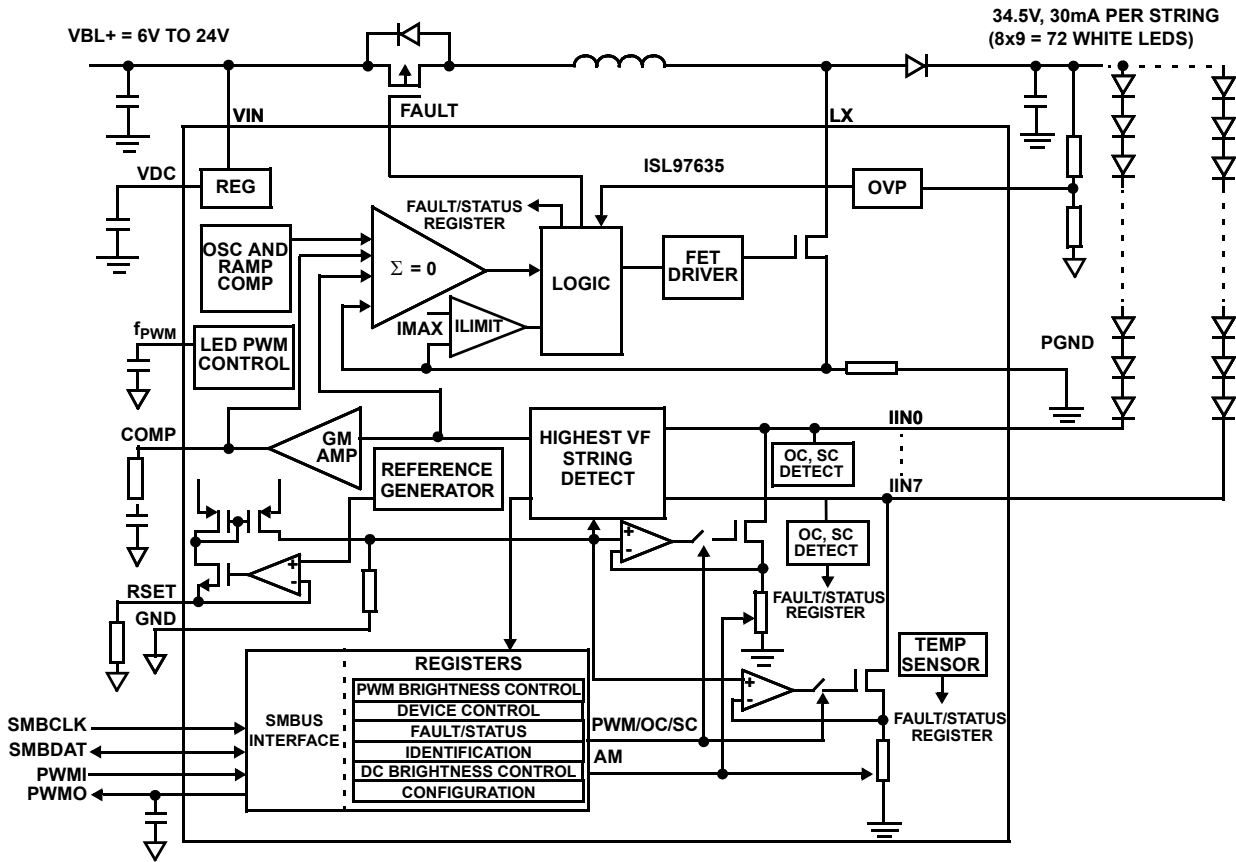 VBL+ = 6V TO 24V
34.5V, 30mA PER STRING
(8x9 = 72 WHITE LEDS)
VIN
FAULT
LX
VDC
REG
ISL97635
OVP
FAULT/STATUS
REGISTER
OSC AND
RAMP
COMP
Σ = 0
LOGIC
FET
DRIVER
IMAX
ILIMIT
fPWM
LED PWM
CONTROL
PGND
COMP
GM
AMP
HIGHEST VF
STRING
DETECT
IIN0
OC, SC
DETECT
REFERENCE
GENERATOR
IIN7
+
-
OC, SC
DETECT
+
-
RSET
FAULT/STATUS
REGISTER
GND
TEMP
SENSOR
REGISTERS
+
-
PWM BRIGHTNESS CONTROL
DEVICE CONTROL
FAULT/STATUS
REGISTER
SMBCLK
SMBUS
INTERFACE
FAULT/STATUS
PWM/OC/SC
SMBDAT
IDENTIFICATION
AM
PWMI
DC BRIGHTNESS CONTROL
PWMO
CONFIGURATION